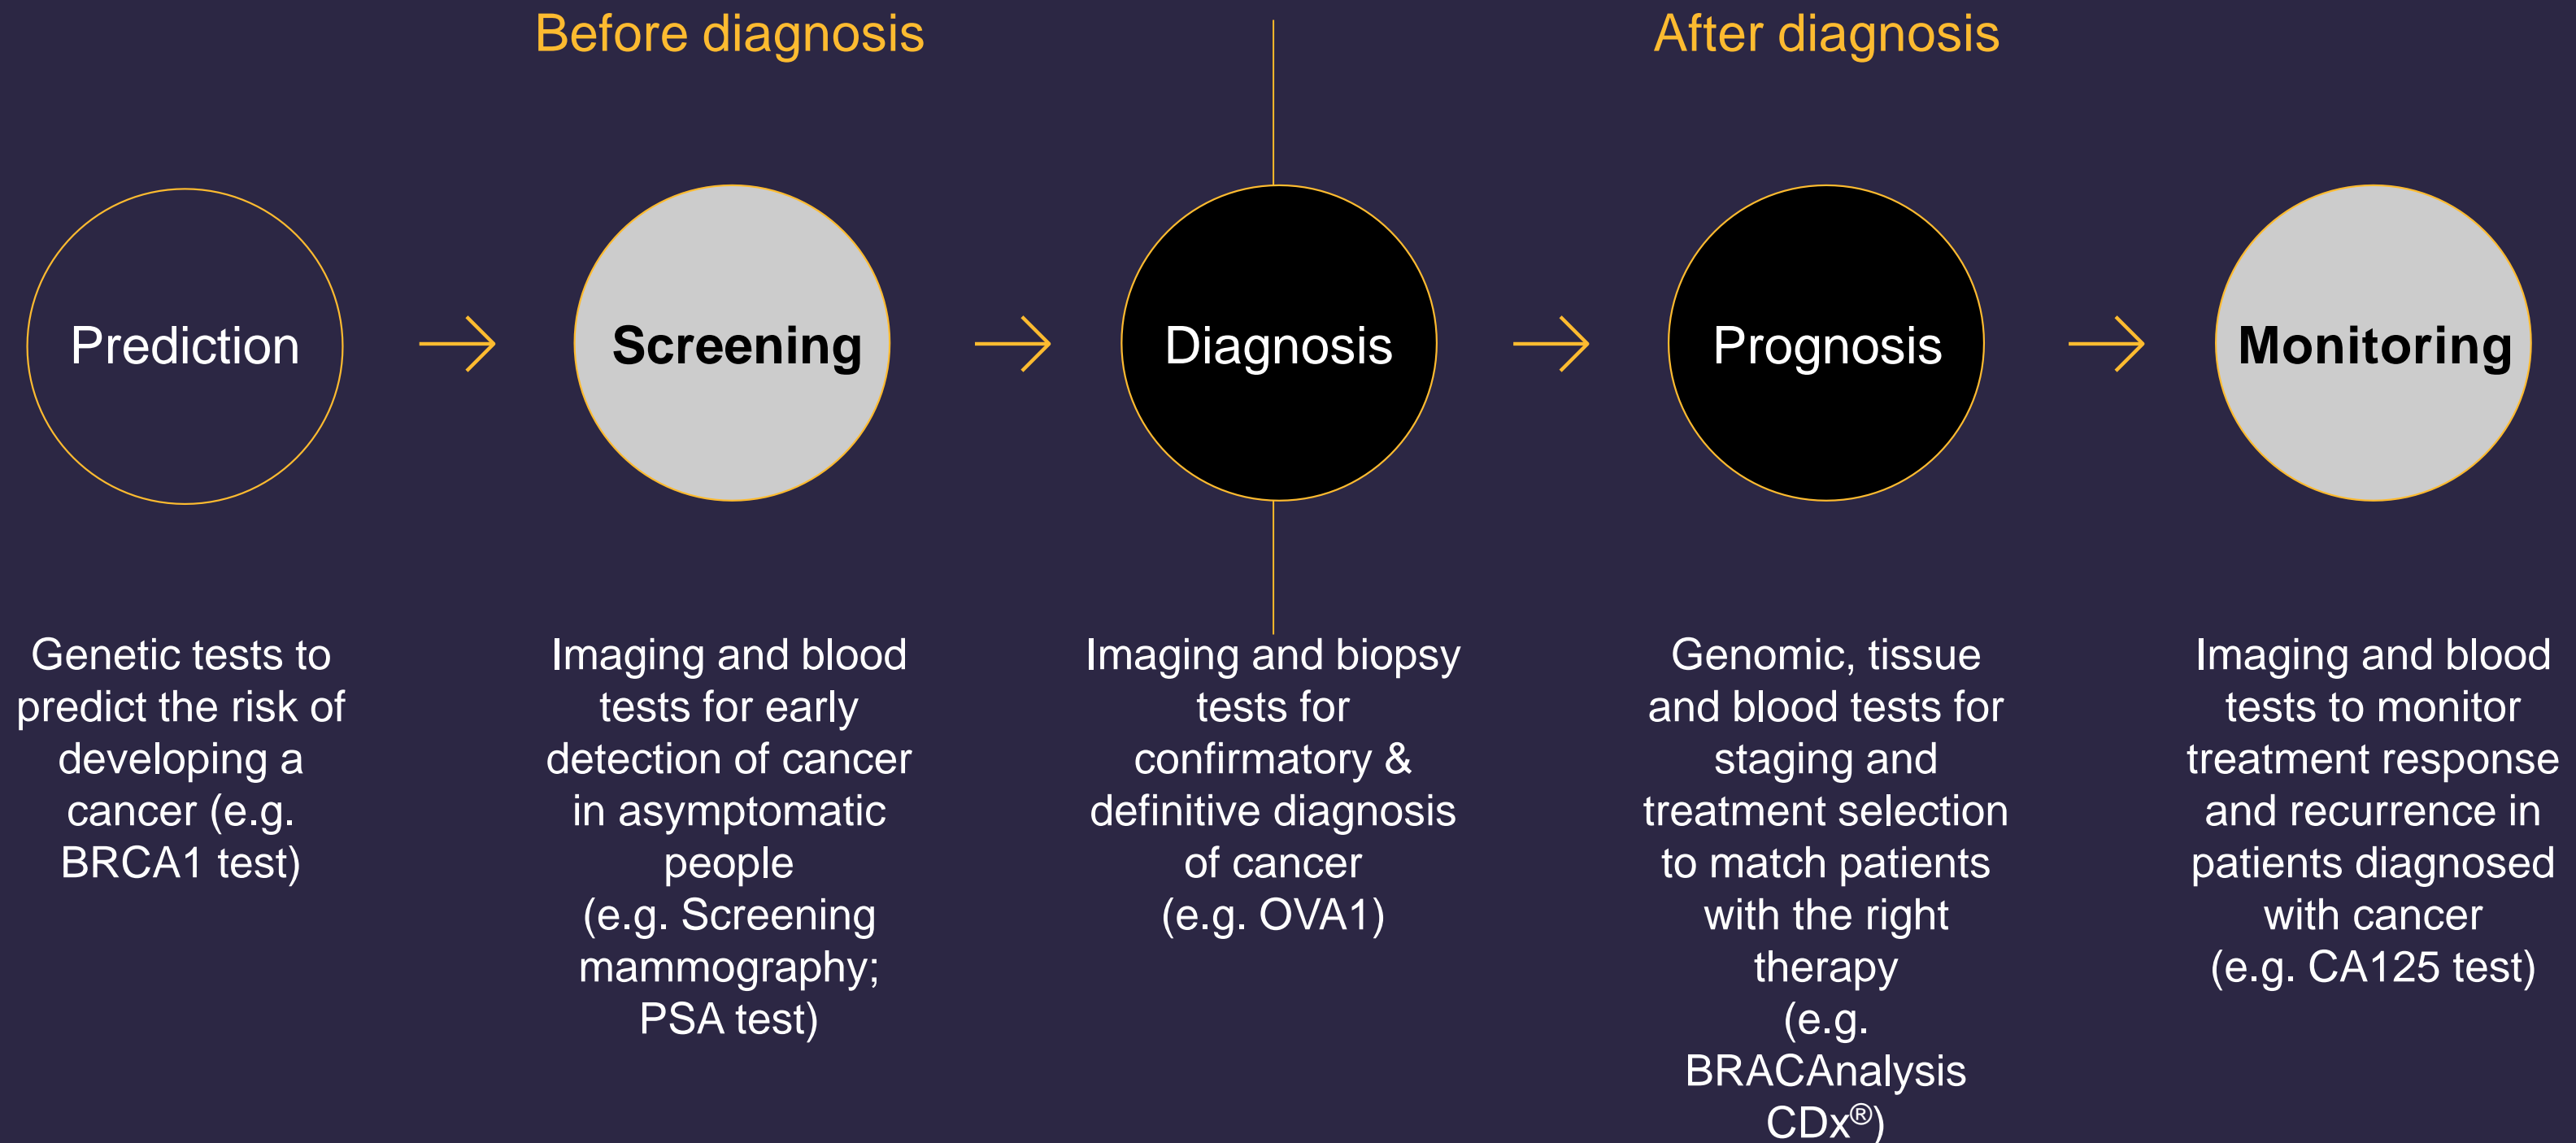 Before diagnosis
After diagnosis
Prediction
Screening
Diagnosis
Prognosis
Monitoring
Genetic tests to
predict the risk of
developing a
cancer (e.g.
BRCA1 test)
Imaging and blood
tests for early
detection of cancer
in asymptomatic
people
(e.g. Screening
mammography;
PSA test)
Imaging and biopsy
tests for
confirmatory &
definitive diagnosis
of cancer
(e.g. OVA1)
Genomic, tissue
and blood tests for
staging and
treatment selection
to match patients
with the right
therapy
(e.g.
BRACAnalysis
CDx®)
Imaging and blood
tests to monitor
treatment response
and recurrence in
patients diagnosed
with cancer
(e.g. CA125 test)